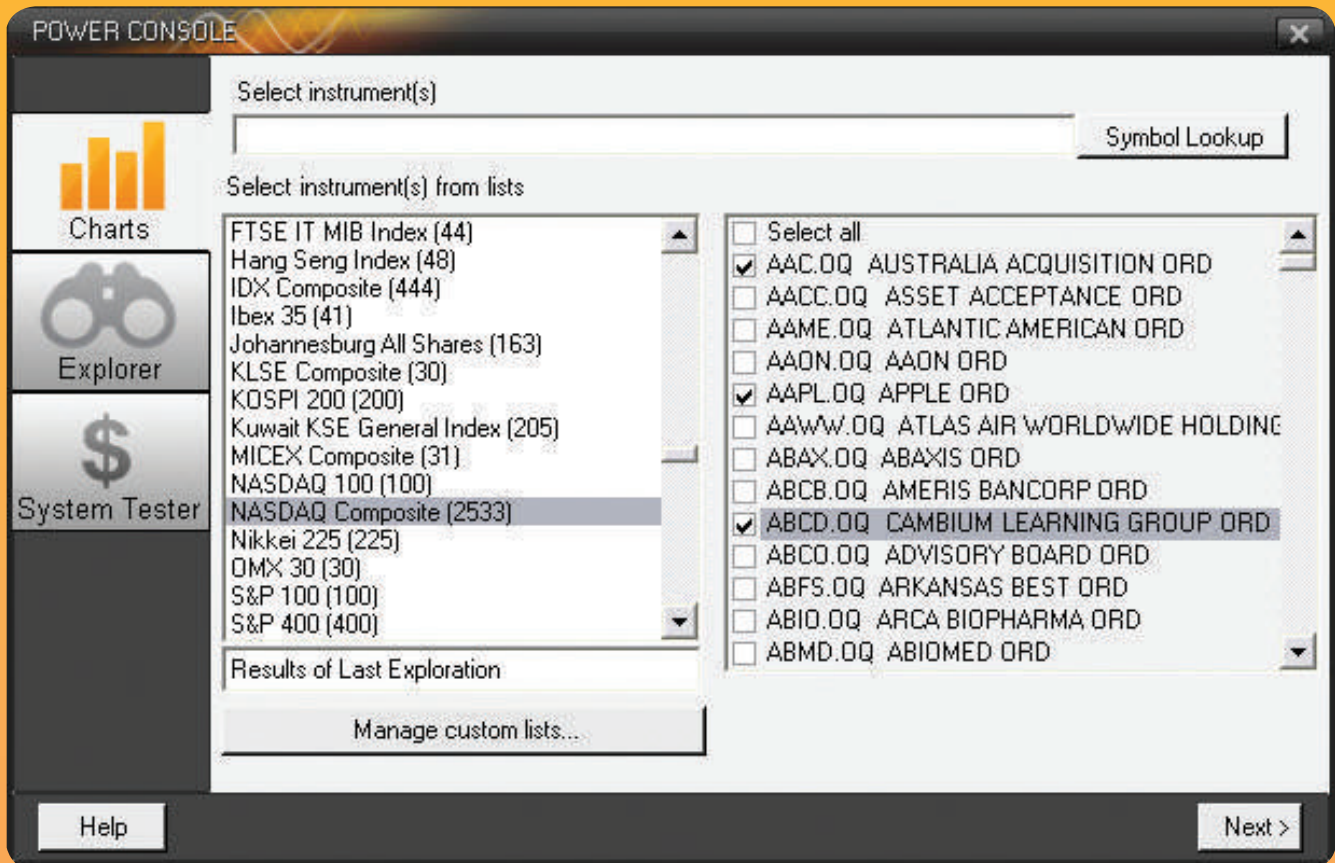 POWER CONSOLE
Select instrument(s)
Symbol Lookup
Select instrument(s) from lists
Charts
Explorer
System Tester
FTSE IT MIB Index (44)
Hang Seng Index (48)
IDX Composite (444)
Ibex 35 (41)
Johannesburg All Shares (163)
KLSE Composite (30)
KOSPI 200 (200)
Kuwait KSE General Index (205)
MICEX Composite (31)
NASDAQ 100 (100)
NASDAQ Composite (2533)
Nikkei 225 (225)
OMX 30 (30)
S&P 100 (100)
S&P 400 (400)
Results of Last Exploration
Manage custom lists...
Select all
AAC.OQ AUSTRALIA ACQUISITION ORD
AACC.OQ ASSET ACCEPTANCE ORD
AAME.OQ ATLANTIC AMERICAN ORD
AAON.OQ AAON ORD
AAPL.OQ APPLE ORD
AAWW.OQ ATLAS AIR WORLDWIDE HOLDING
ABAX.OQ ABAXIS ORD
ABCB.OQ AMERIS BANCORP ORD
ABCD.OQ CAMBIUM LEARNING GROUP ORD
ABCO.OQ ADVISORY BOARD ORD
ABFS.OQ ARKANSAS BEST ORD
ABIO.OQ ARCA BIOPHARMA ORD
ABMD.OQ ABIOMED ORD
Help
Next >